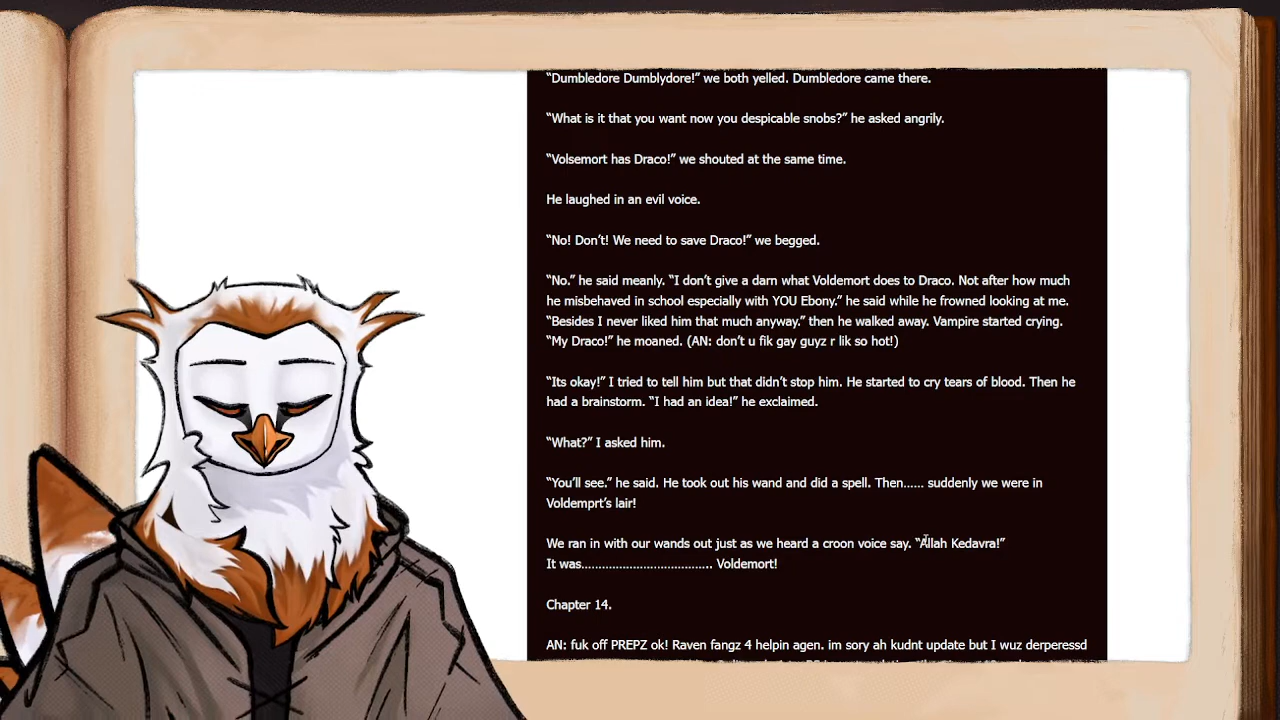 “Dumbledore Dumblydore!” we both yelled. Dumbledore came there.
“What is it that you want now you despicable snobs?” he asked angrily.
“Volsemort has Draco!” we shouted at the same time.
He laughed in an evil voice.
“No! Don’t! We need to save Draco!” we begged.
“No.” he said meanly. “I don’t give a darn what Voldemort does to Draco. Not after how much
he misbehaved in school especially with YOU Ebony.” he said while he frowned looking at me.
“Besides I never liked him that much anyway.” then he walked away. Vampire started crying.
“My Draco!” he moaned. (AN: don’t u fik gay guyz r lik so hot!)
“Its okay!” I tried to tell him but that didn’t stop him. He started to cry tears of blood. Then he
had a brainstorm. “I had an idea!” he exclaimed.
“What?” I asked him.
“You’ll see.” he said. He took out his wand and did a spell. Then…… suddenly we were in
Voldemprt’s lair!
We ran in with our wands out just as we heard a croon voice say. “Allah Kedavra!”
It was……………………………….. Voldemort!
Chapter 14.
AN: fuk off PREPZ ok! Raven fangz 4 helpin agen. im sory ah kudnt update but I wuz derperessd